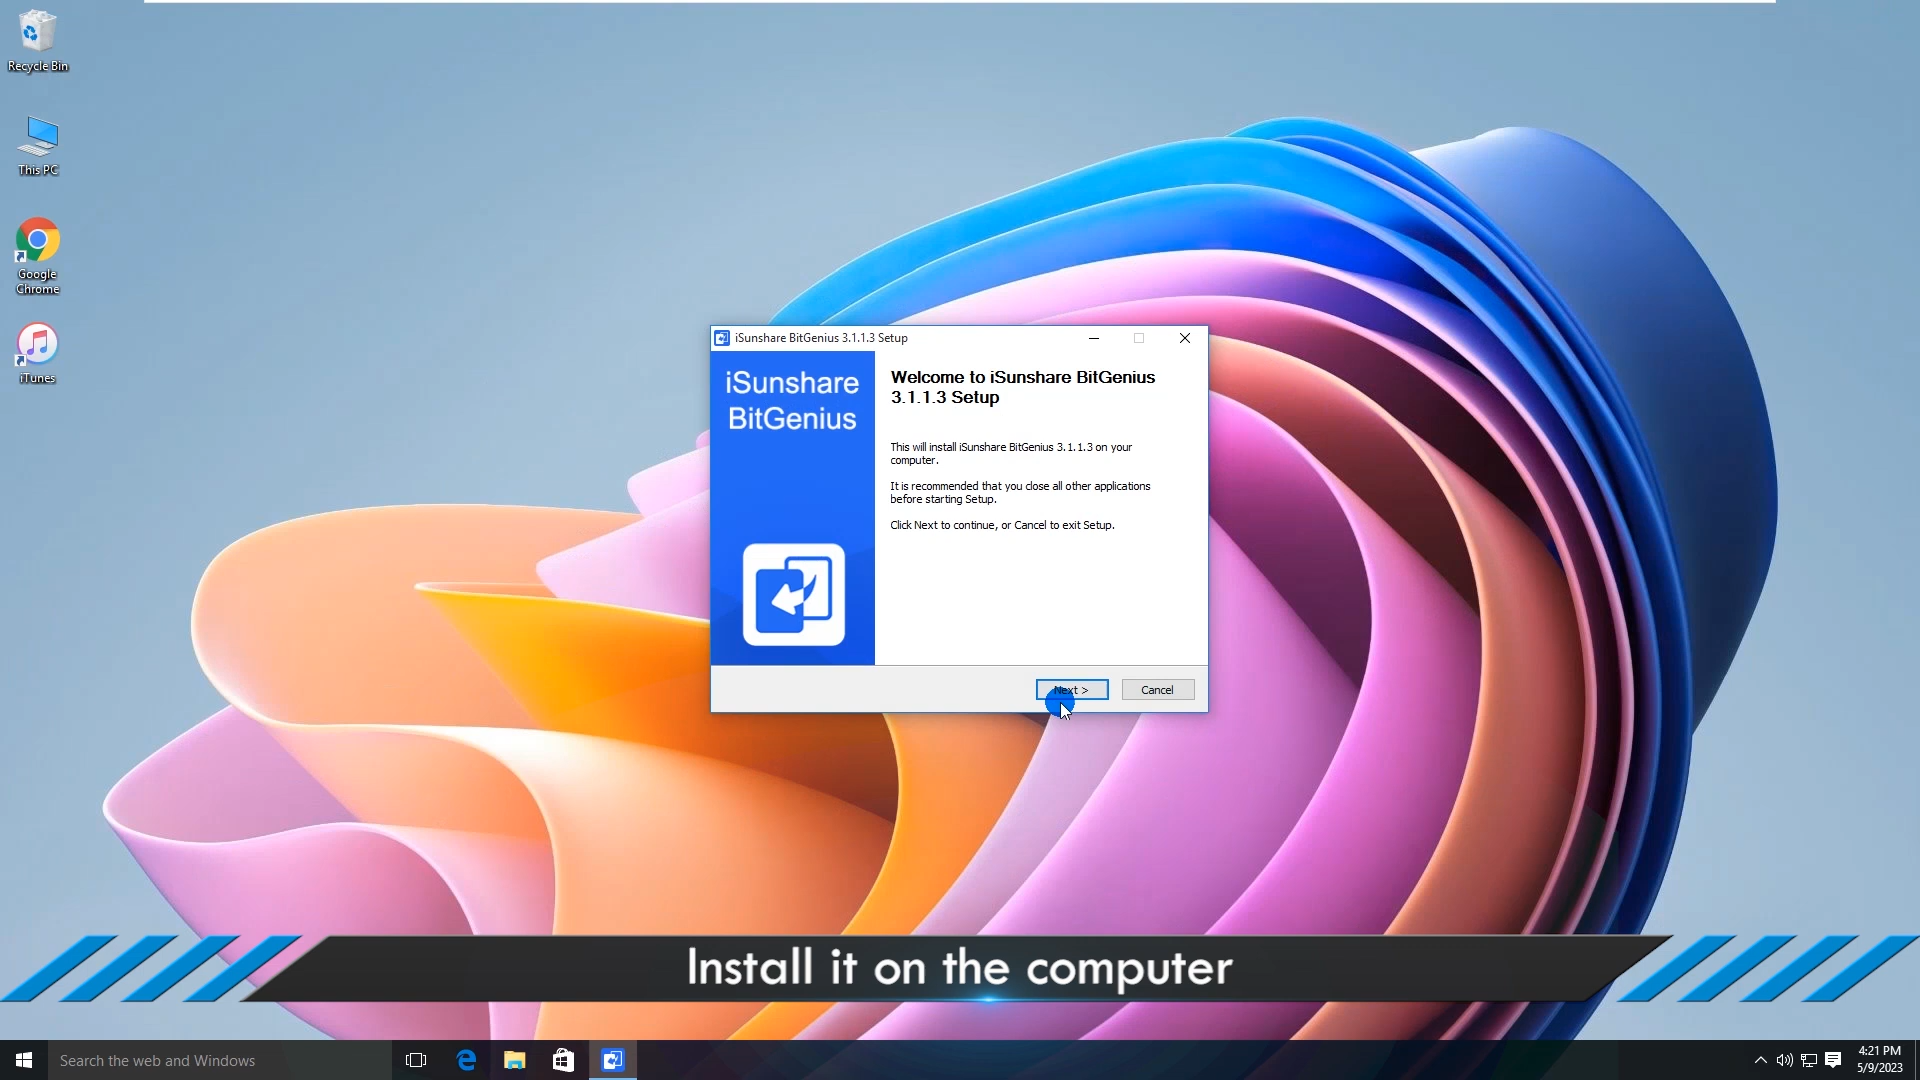 Recycle Bin
This PC
Google
Chrome
iTunes
iSunshare BitGenius 3.1.1.3 Setup
iSunshare
BitGenius
Welcome to iSunshare BitGenius
3.1.1.3 Setup
This will install iSunshare BitGenius 3.1.1.3 on your
computer.
It is recommended that you close all other applications
before starting Setup.
Click Next to continue, or Cancel to exit Setup.
Next >
Cancel
Install it on the computer
Search the web and Windows
4:21 PM
5/9/2023